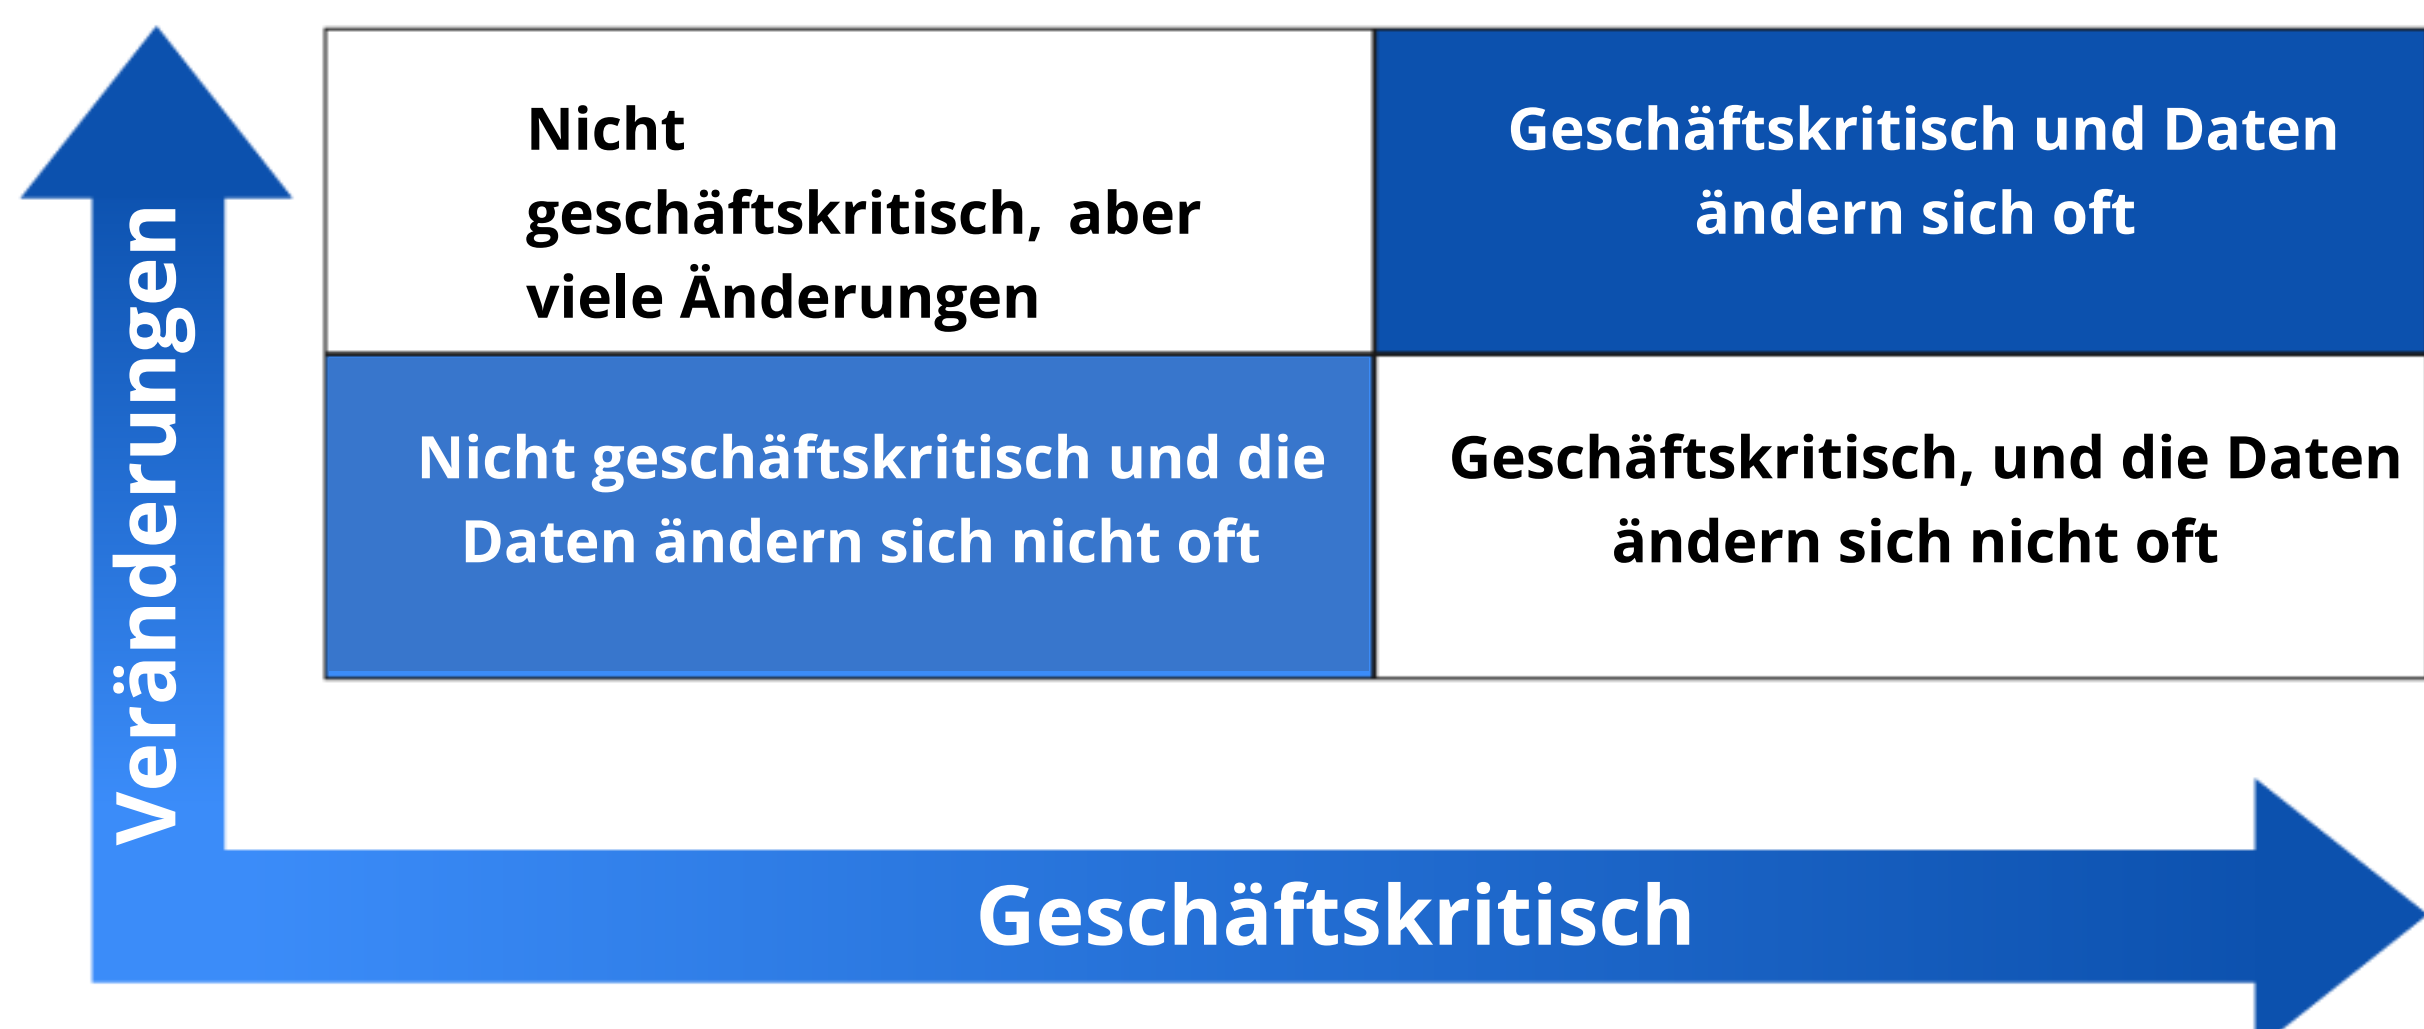 Nicht
geschäftskritisch, aber
viele Änderungen
Geschäftskritisch und Daten
ändern sich oft
Nicht geschäftskritisch und die
Daten ändern sich nicht oft
Geschäftskritisch, und die Daten
ändern sich nicht oft
Veränderungen
Geschäftskritisch